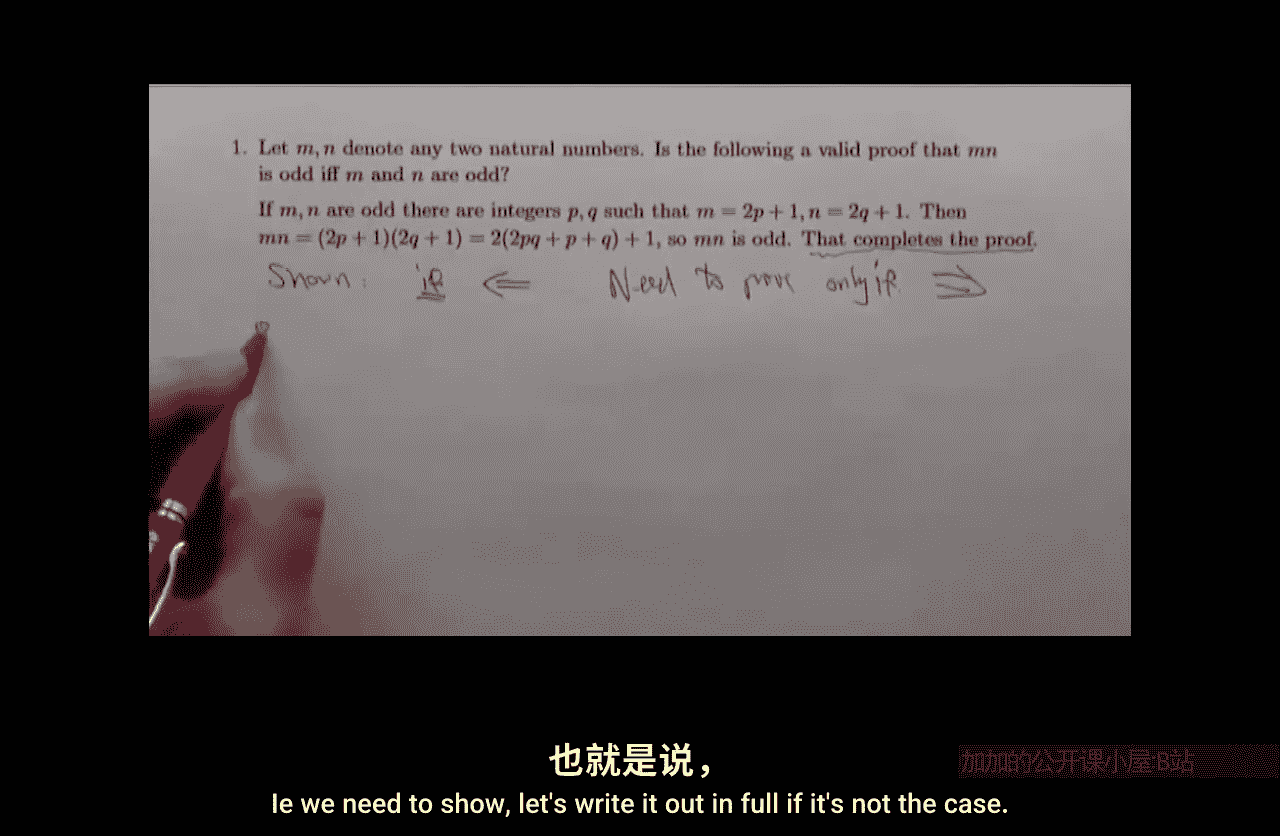 1. Let m, n denote any two natural numbers. Is the following a valid proof that mn
is odd iff m and n are odd?
If m, n are odd there are integers p, q such that m = 2p + 1, n = 2q + 1. Then
mn = (2p + 1)(2q + 1) = 2(2pq + p + q) + 1, so mn is odd. That completes the proof.
Shown: if ⇐ Need to prove only if ⇒
也就是说，
加加的公开课小屋·B站
Ie we need to show, let's write it out in full if it's not the case.